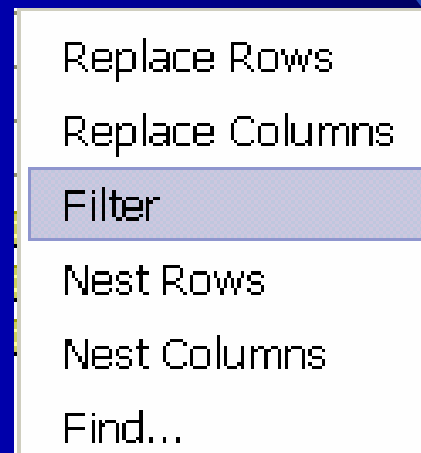 Replace Rows
Replace Columns
Filter
Nest Rows
Nest Columns
Find...